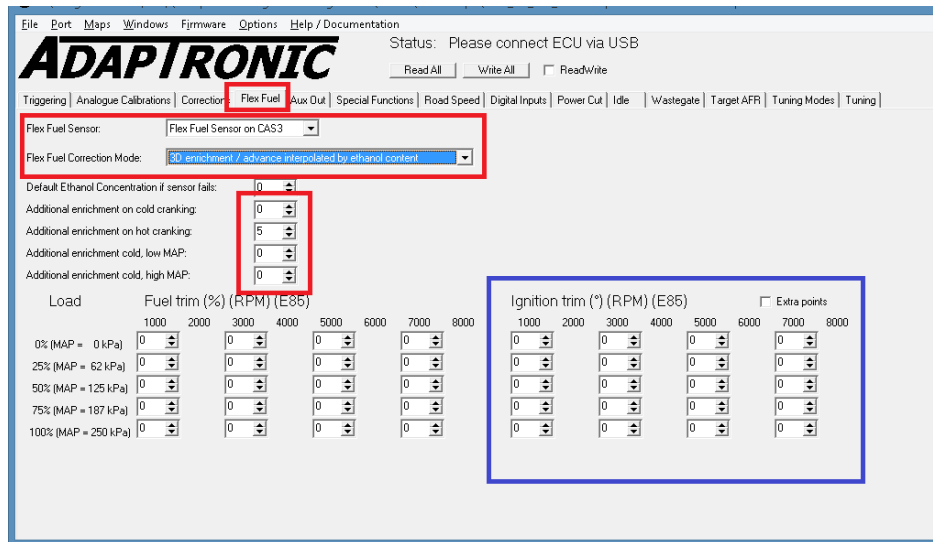 File Port Maps Windows Firmware Options Help / Documentation
ADAPTRONIC
Status: Please connect ECU via USB
Read All Write All ReadWrite
Triggering Analogue Calibrations Corrections Flex Fuel Aux Out Special Functions Road Speed Digital Inputs Power Cut Idle Wastegate Target AFR Tuning Modes Tuning
Flex Fuel Sensor: Flex Fuel Sensor on CAS3
Flex Fuel Correction Mode: 3D enrichment / advance interpolated by ethanol content
Default Ethanol Concentration if sensor fails: 0
Additional enrichment on cold cranking: 0
Additional enrichment on hot cranking: 5
Additional enrichment cold, low MAP: 0
Additional enrichment cold, high MAP: 0
Load Fuel trim (%) (RPM) (E85) Ignition trim (°) (RPM) (E85) Extra points
1000 2000 3000 4000 5000 6000 7000 8000 1000 2000 3000 4000 5000 6000 7000 8000
0% (MAP = 0 kPa) 0 0 0 0 0 0 0 0
25% (MAP = 62 kPa) 0 0 0 0 0 0 0 0
50% (MAP = 125 kPa) 0 0 0 0 0 0 0 0
75% (MAP = 187 kPa) 0 0 0 0 0 0 0 0
100% (MAP = 250 kPa) 0 0 0 0 0 0 0 0